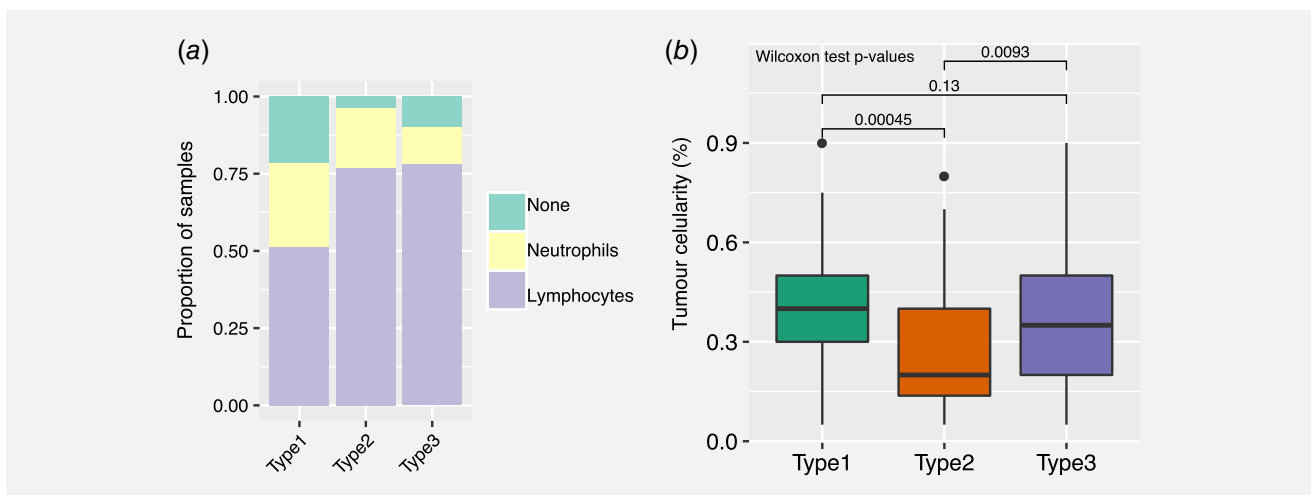 (a)
1.00
0.75
0.50
0.25
0.00
Proportion of samples
Type1
Type2
Type3
None
Neutrophils
Lymphocytes
(b)
Wilcoxon test p-values
0.0093
0.13
0.00045
0.9
0.6
0.3
0.0
Tumour celularity (%)
Type1
Type2
Type3